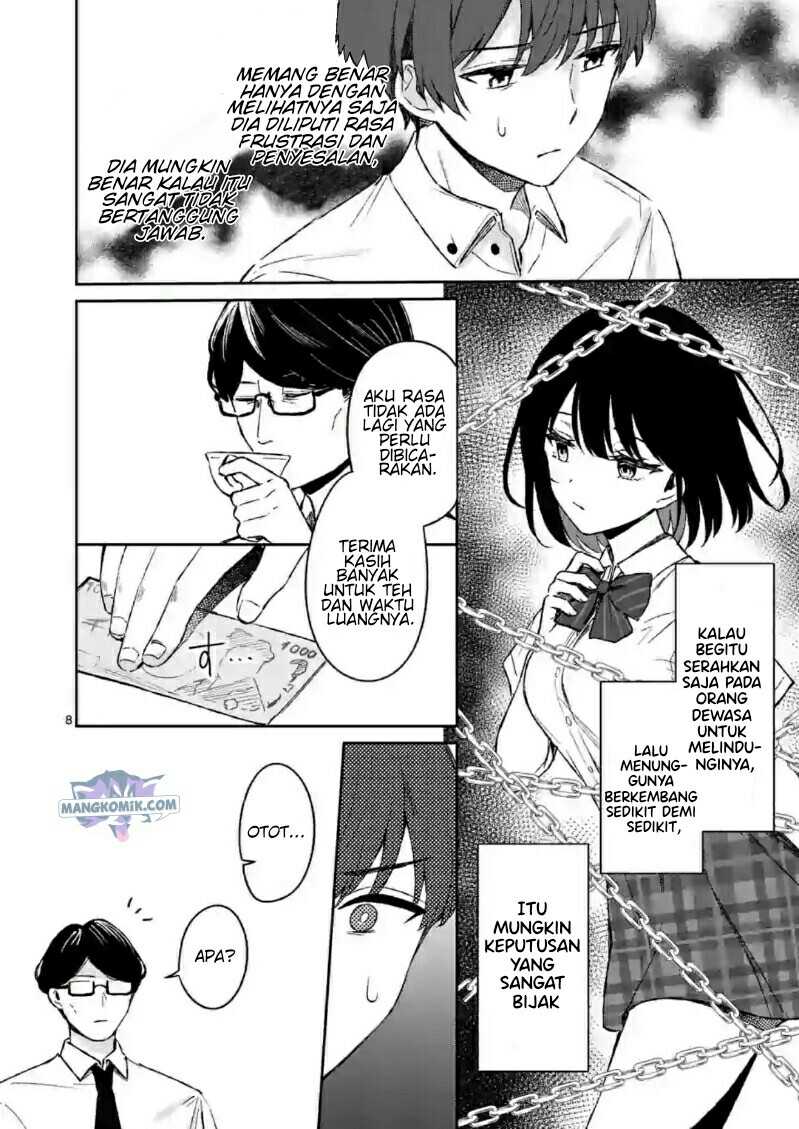 MEMANG BENAR
HANYA DENGAN
MELIHATNYA SAJA
DIA DILIPUTI RASA
FRUSTRASI DAN
PENYESALAN,
DIA MUNGKIN
BENAR KALAU ITU
SANGAT TIDAK
BERTANGGUNG
JAWAB.
AKU RASA
TIDAK ADA
LAGI YANG
PERLU
DIBICA-
RAKAN.
TERIMA
KASIH
BANYAK
UNTUK TEH
DAN WAKTU
LUANGNYA.
1000
す…
8
KALAU
BEGITU
SERAHKAN
SAJA PADA
ORANG
DEWASA
UNTUK
MELINDU-
NGINYA,
LALU
MENUNG-
GUNYA
BERKEMBANG
SEDIKIT DEMI
SEDIKIT,
ITU
MUNGKIN
KEPUTUSAN
YANG
SANGAT
BIJAK
OTOT...
APA?
MANGKOMIK.COM